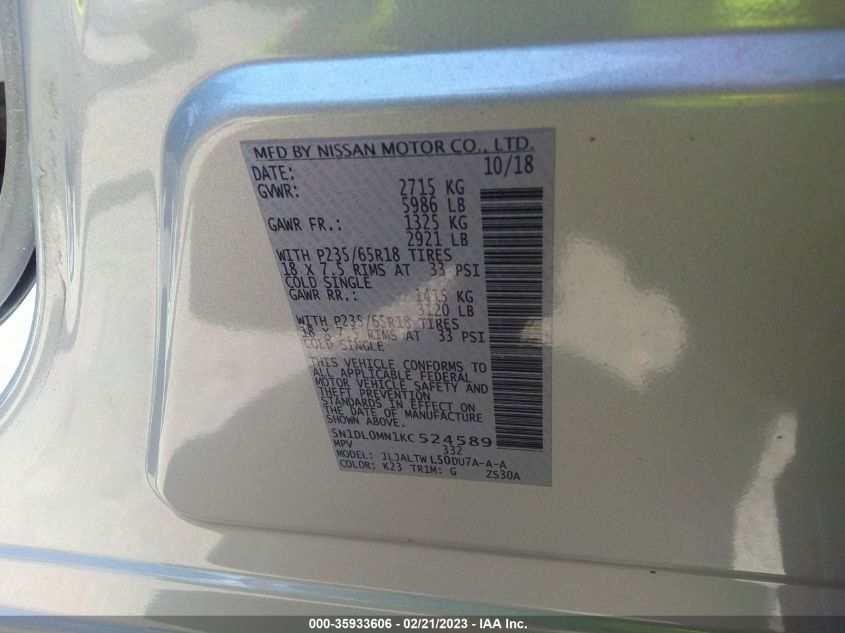 MFD BY NISSAN MOTOR CO., LTD.
DATE: 10/18
GVWR: 2715 KG
5986 LB
GAWR FR.: 1325 KG
2921 LB
WITH P235/65R18 TIRES
18 X 7.5 RIMS AT 33 PSI
COLD SINGLE
GAWR RR.: 1415 KG
3120 LB
WITH P235/65R18 TIRES
18 X 7.5 RIMS AT 33 PSI
COLD SINGLE
THIS VEHICLE CONFORMS TO
ALL APPLICABLE FEDERAL
MOTOR VEHICLE SAFETY AND
THEFT PREVENTION
STANDARDS IN EFFECT ON
THE DATE OF MANUFACTURE
SHOWN ABOVE.
5N1DL0MN1KC524589
MPV 332
MODEL: JLJALTWL50DU7A-A-A
COLOR: K23 TRIM: G ZS30A
000-35933606 - 02/21/2023 - IAA Inc.